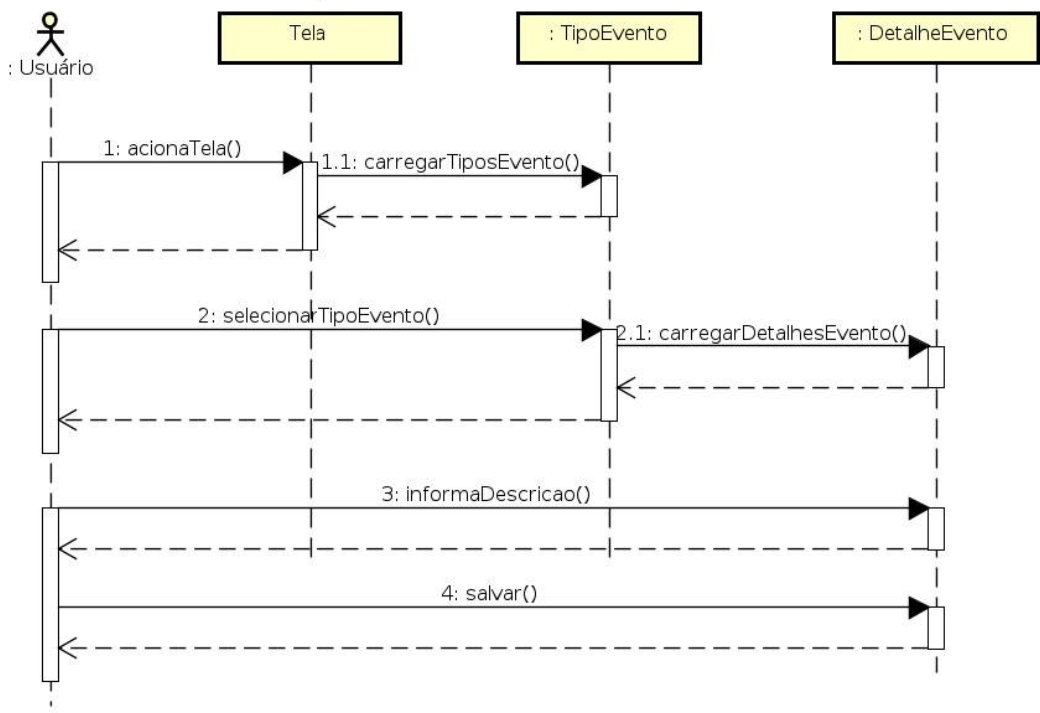 Tela
: TipoEvento
: DetalheEvento
: Usuário
1: acionaTela()
1.1: carregarTiposEvento()
2: selecionarTipoEvento()
2.1: carregarDetalhesEvento()
3: informaDescricao()
4: salvar()